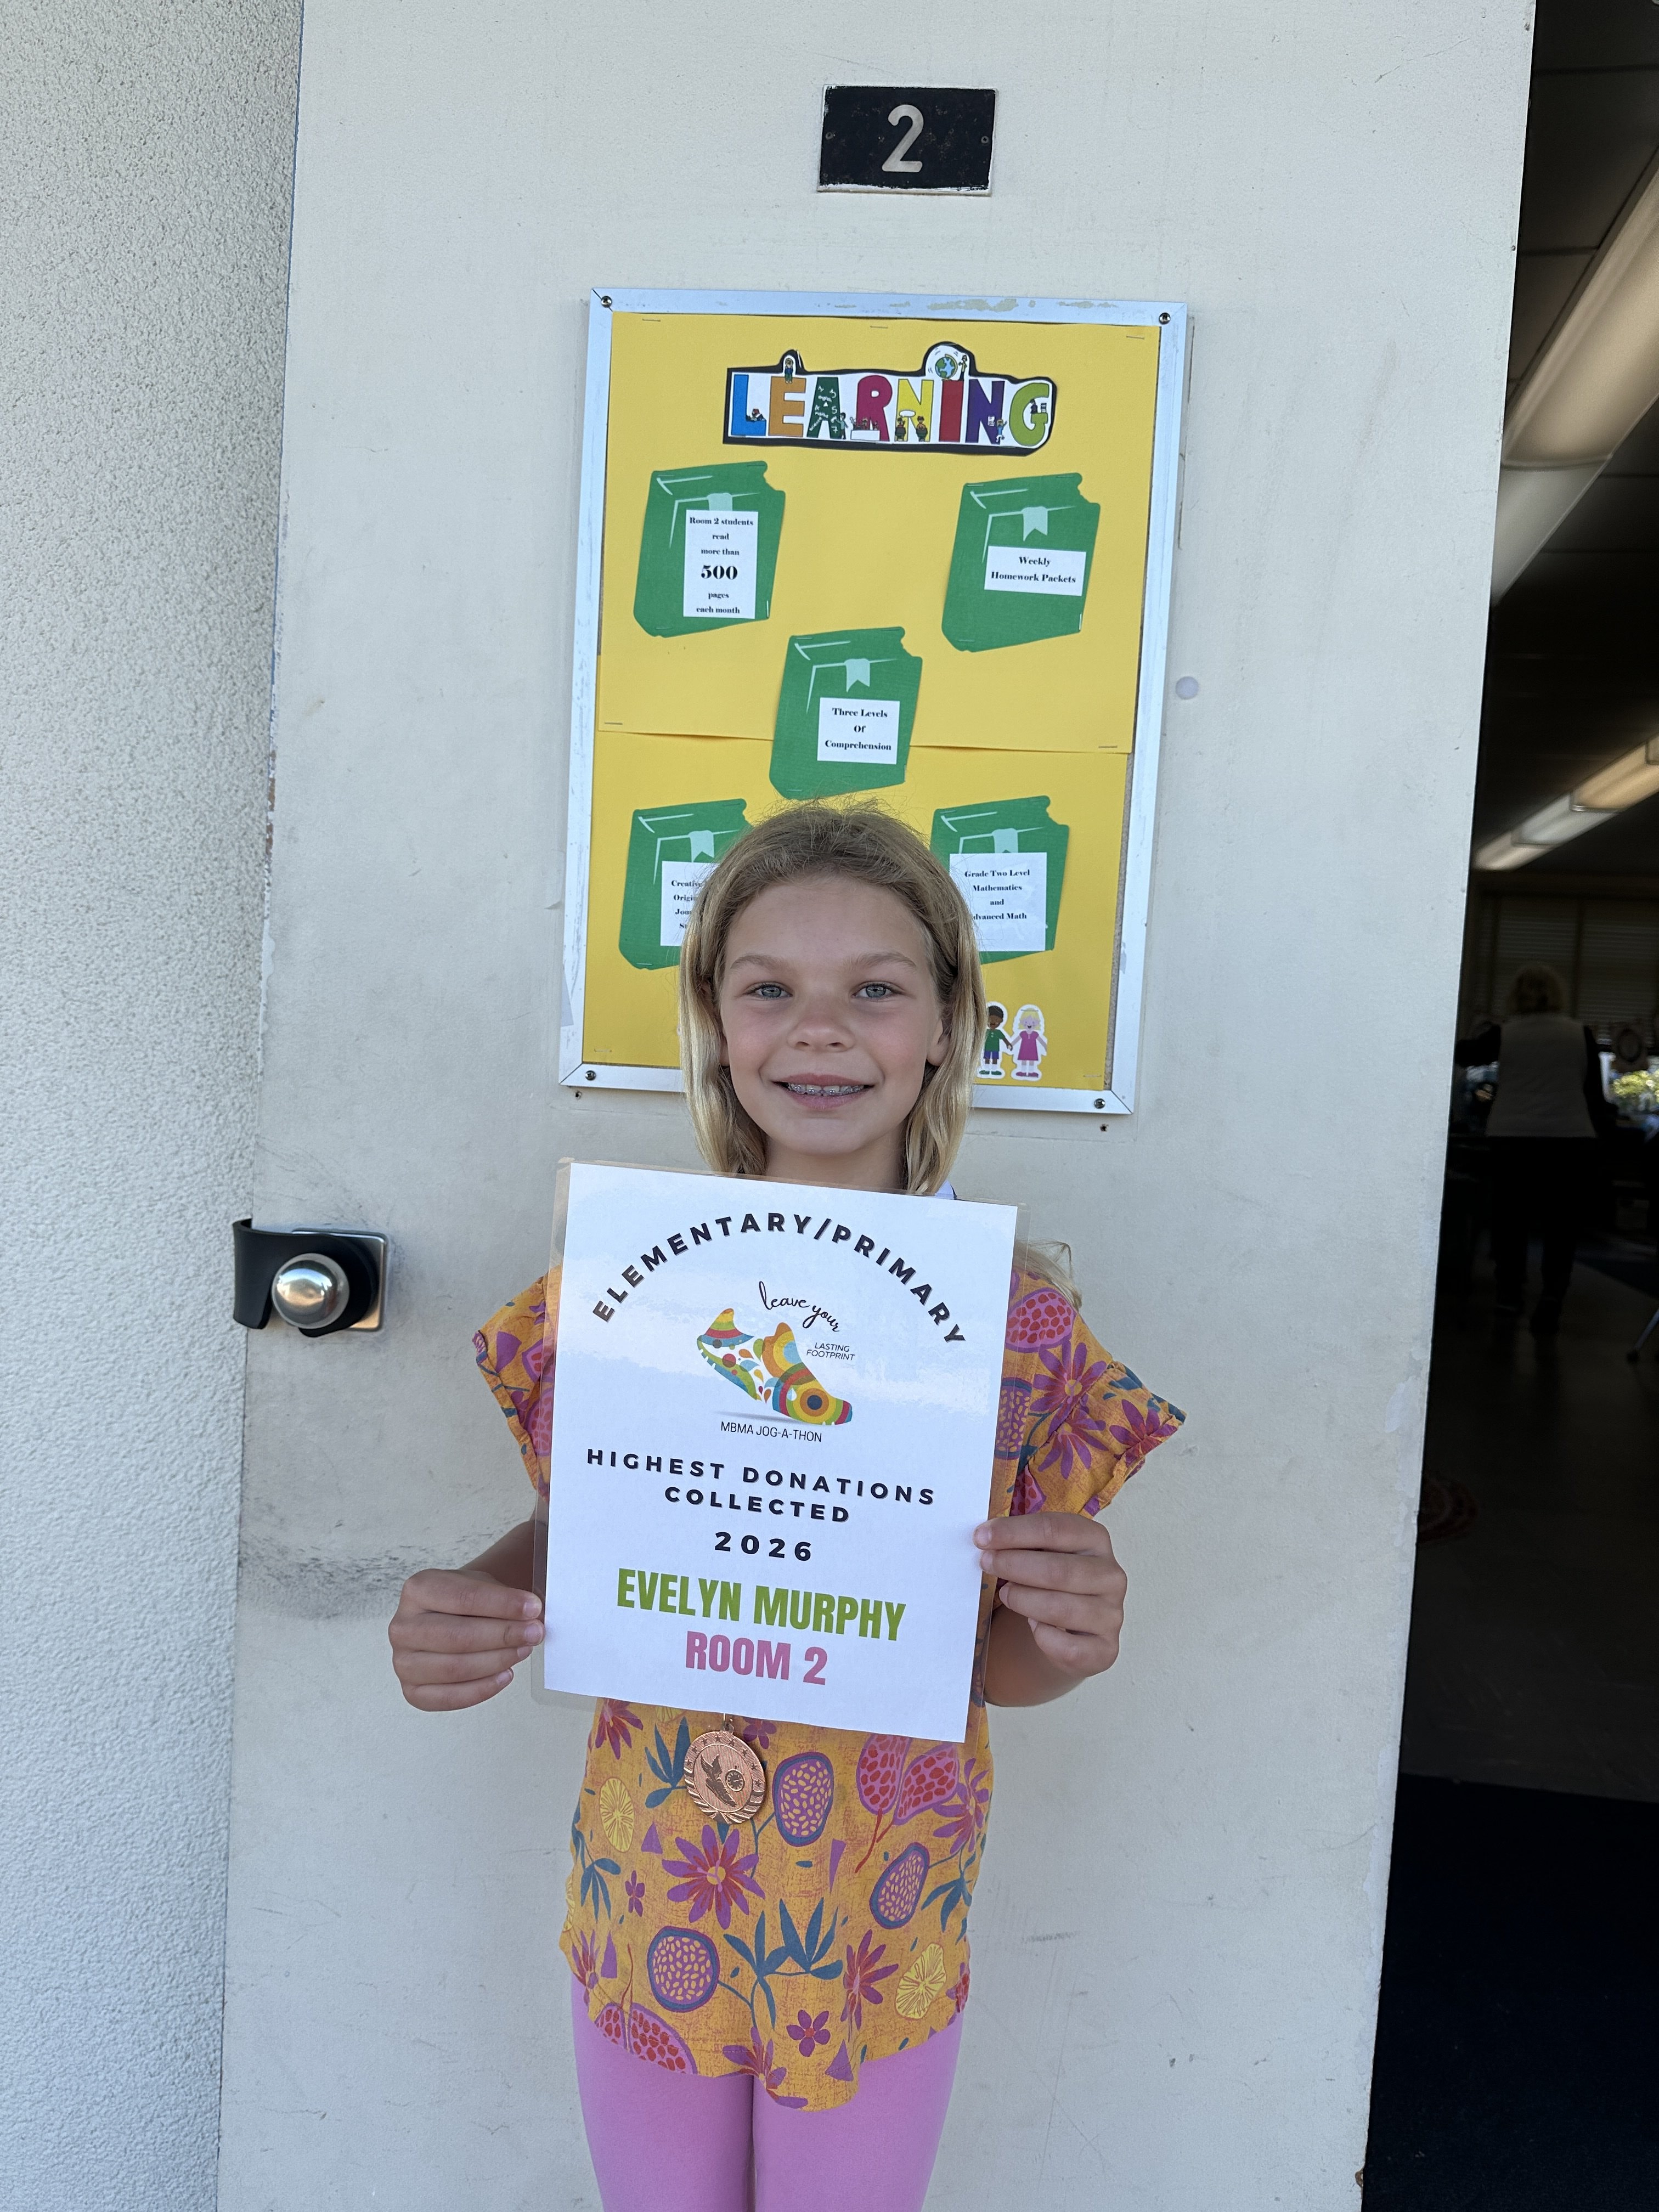 2
LEARNING
Room 2 students
read
more than
500
pages
each month
Weekly
Homework Packets
Three Levels
Of
Comprehension
Grade Two Level
Mathematics
and
Math
ELEMENTARY/PRIMARY
leave your
LASTING
FOOTPRINT
MBMA JOG-A-THON
HIGHEST DONATIONS
COLLECTED
2026
EVELYN MURPHY
ROOM 2